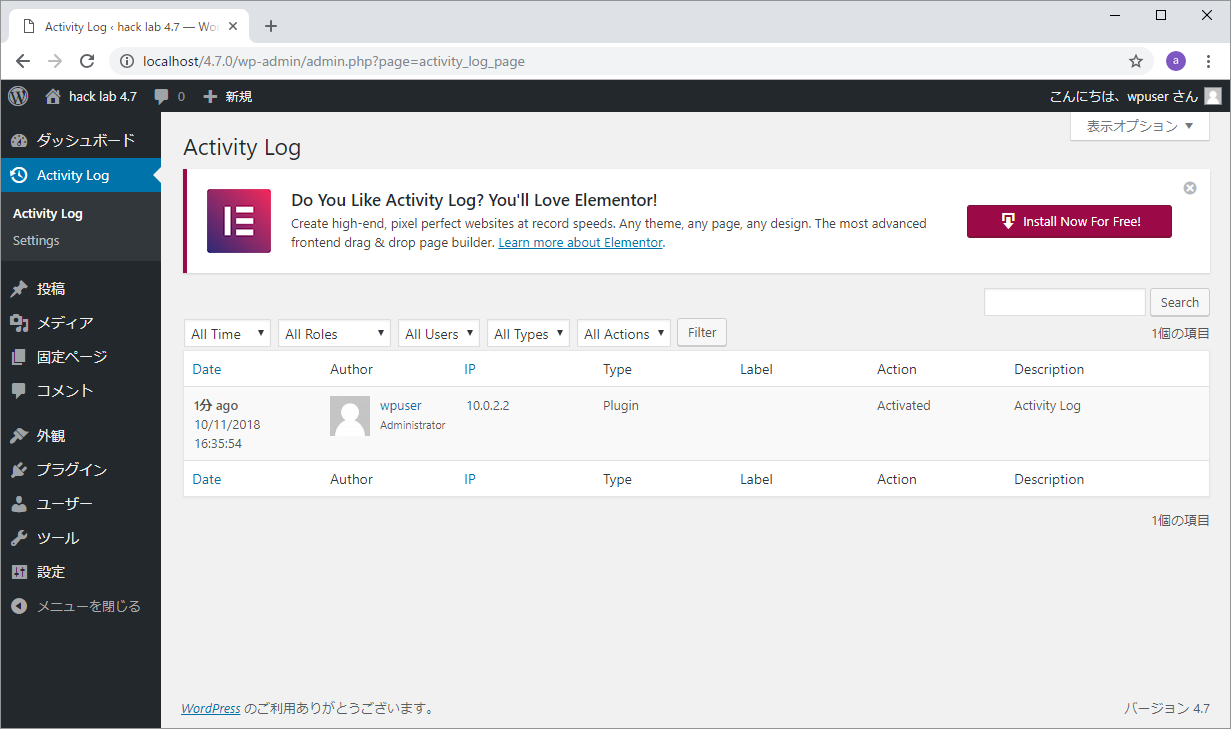 Activity Log ‹ hack lab 4.7 — Wo
localhost/4.7.0/wp-admin/admin.php?page=activity_log_page
a
hack lab 4.7 0 新規
こんにちは、wpuser さん
表示オプション
ダッシュボード
Activity Log
Activity Log
Settings
投稿
メディア
固定ページ
コメント
外観
プラグイン
ユーザー
ツール
設定
メニューを閉じる
Activity Log
Do You Like Activity Log? You'll Love Elementor!
Create high-end, pixel perfect websites at record speeds. Any theme, any page, any design. The most advanced
frontend drag & drop page builder. Learn more about Elementor.
Install Now For Free!
Search
All Time All Roles All Users All Types All Actions Filter
1個の項目
Date Author IP Type Label Action Description
1分 ago wpuser 10.0.2.2 Plugin Activated Activity Log
10/11/2018 Administrator
16:35:54
Date Author IP Type Label Action Description
1個の項目
WordPress のご利用ありがとうございます。
バージョン 4.7